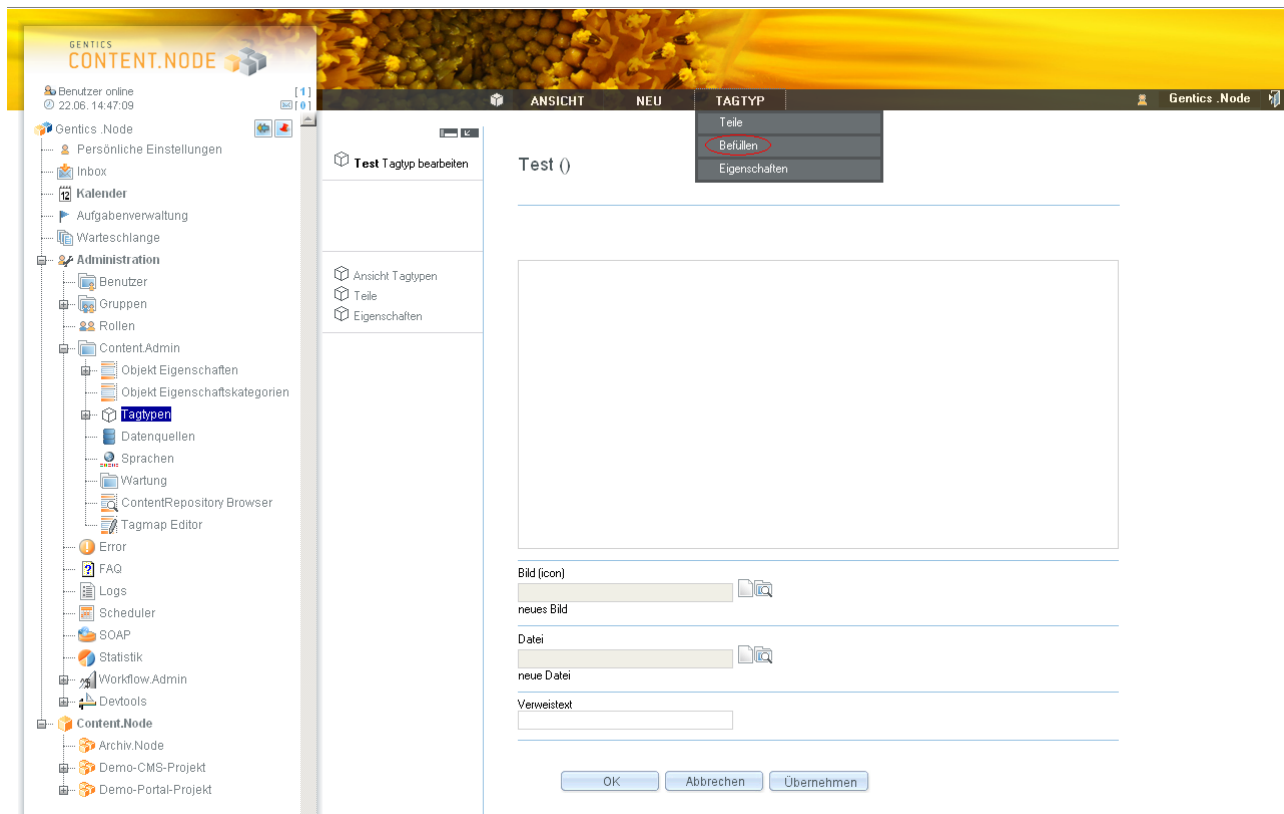 GENTICS
CONTENT.NODE
Benutzer online [1]
22.06. 14:47:09 [0]
ANSICHT NEU TAGTYP Gentics .Node
Teile
Befüllen
Eigenschaften
Gentics .Node
Persönliche Einstellungen
Inbox
12 Kalender
Aufgabenverwaltung
Warteschlange
Administration
Benutzer
Gruppen
Rollen
Content.Admin
Objekt Eigenschaften
Objekt Eigenschaftskategorien
Tagtypen
Datenquellen
Sprachen
Wartung
ContentRepository Browser
Tagmap Editor
Error
FAQ
Logs
Scheduler
SOAP
Statistik
Workflow.Admin
Devtools
Content.Node
Archiv.Node
Demo-CMS-Projekt
Demo-Portal-Projekt
Test Tagtyp bearbeiten
Ansicht Tagtypen
Teile
Eigenschaften
Test ()
Bild (icon)
neues Bild
Datei
neue Datei
Verweistext
OK Abbrechen Übernehmen